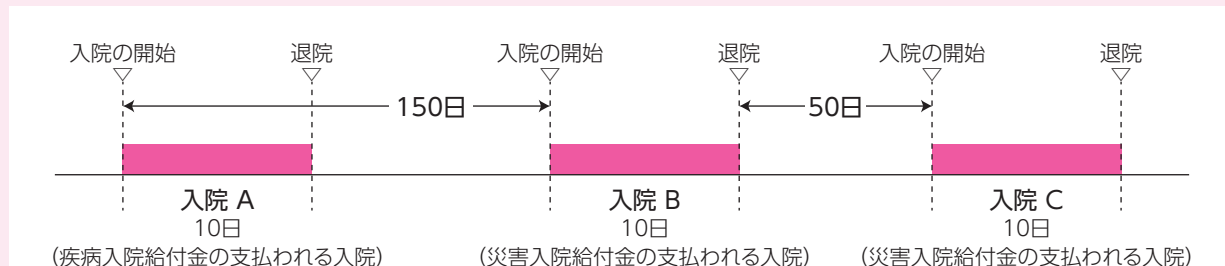 入院の開始 退院 入院の開始 退院 入院の開始 退院
150日 50日
入院 A 入院 B 入院 C
10日 10日 10日
(疾病入院給付金の支払われる入院) (災害入院給付金の支払われる入院) (災害入院給付金の支払われる入院)